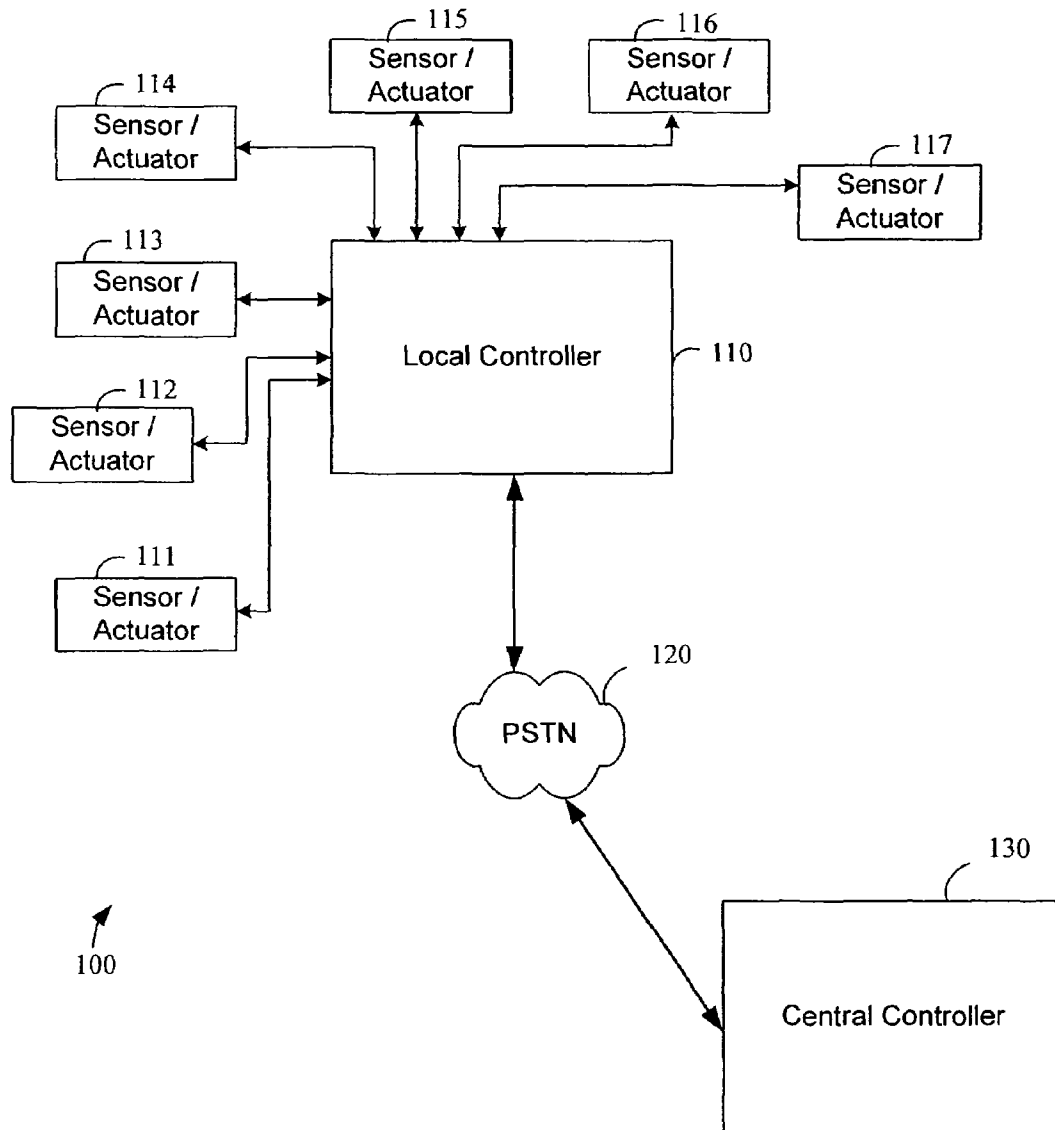 115
Sensor /
Actuator
116
Sensor /
Actuator
114
Sensor /
Actuator
117
Sensor /
Actuator
113
Sensor /
Actuator
Local Controller
110
112
Sensor /
Actuator
111
Sensor /
Actuator
120
PSTN
130
100
Central Controller